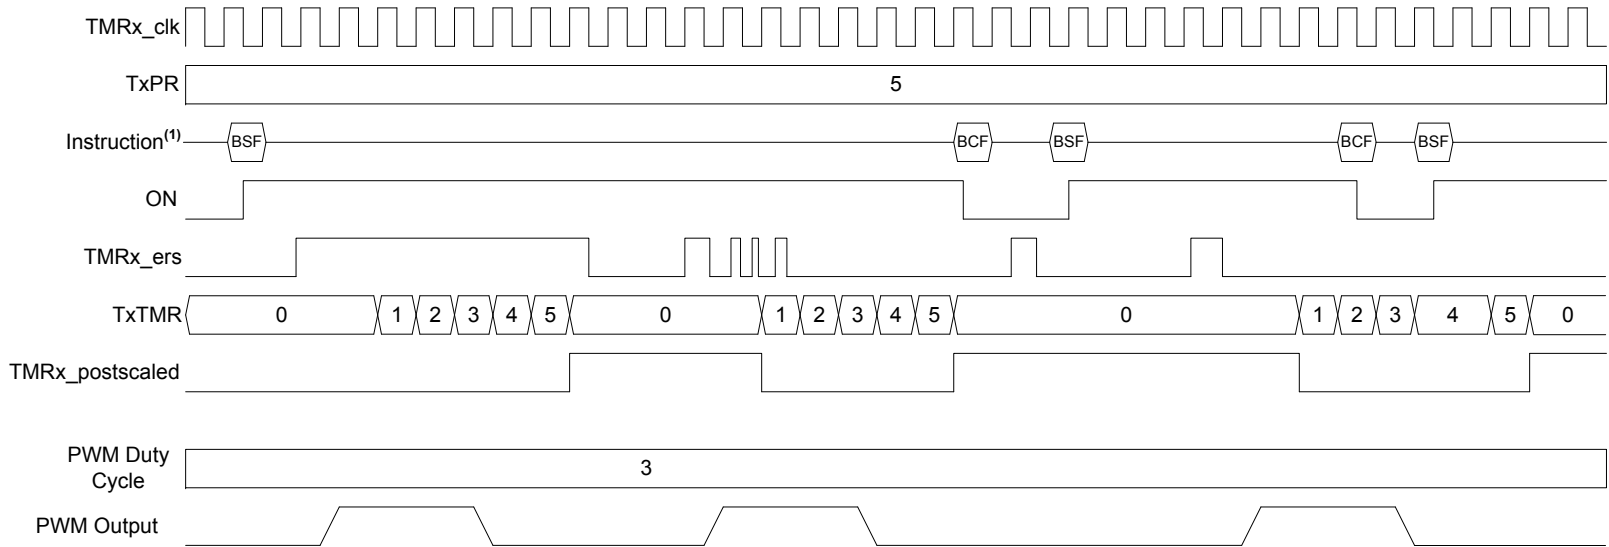 TMRx_clk
TxPR 5
Instruction(1) BSF BCF BSF BCF BSF
ON
TMRx_ers
TxTMR 0 1 2 3 4 5 0 1 2 3 4 5 0 1 2 3 4 5 0
TMRx_postscaled
PWM Duty
Cycle 3
PWM Output